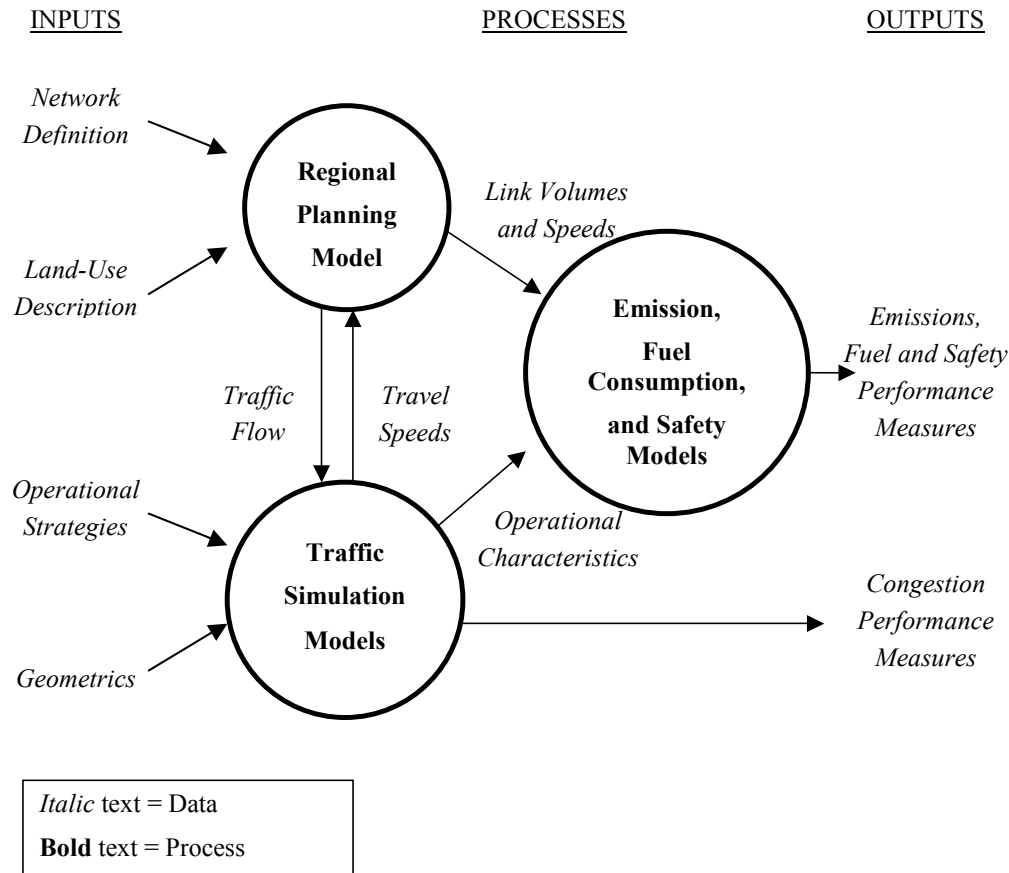 INPUTS
PROCESSES
OUTPUTS
Network
Definition
Regional
Planning
Model
Link Volumes
and Speeds
Land-Use
Description
Emission,
Fuel
Consumption,
and Safety
Models
Emissions,
Fuel and Safety
Performance
Measures
Traffic
Flow
Travel
Speeds
Operational
Strategies
Traffic
Simulation
Models
Operational
Characteristics
Geometrics
Congestion
Performance
Measures
Italic text = Data
Bold text = Process